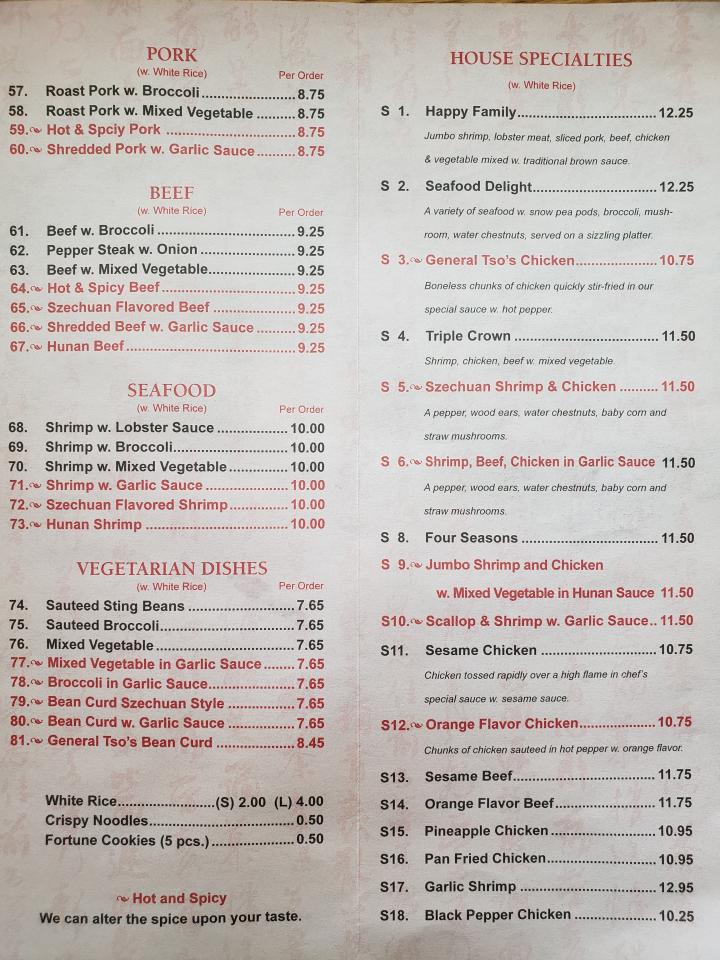 PORK
(w. White Rice)
Per Order
57. Roast Pork w. Broccoli..............................8.75
58. Roast Pork w. Mixed Vegetable ..........8.75
59. Hot & Spciy Pork ................................8.75
60. Shredded Pork w. Garlic Sauce..........8.75
BEEF
(w. White Rice)
Per Order
61. Beef w. Broccoli ..................................9.25
62. Pepper Steak w. Onion ........................9.25
63. Beef w. Mixed Vegetable......................9.25
64. Hot & Spicy Beef ..................................9.25
65. Szechuan Flavored Beef .....................9.25
66. Shredded Beef w. Garlic Sauce ..........9.25
67. Hunan Beef..........................................9.25
SEAFOOD
(w. White Rice)
Per Order
68. Shrimp w. Lobster Sauce ..................10.00
69. Shrimp w. Broccoli.............................10.00
70. Shrimp w. Mixed Vegetable...............10.00
71. Shrimp w. Garlic Sauce .....................10.00
72. Szechuan Flavored Shrimp...............10.00
73. Hunan Shrimp ...................................10.00
VEGETARIAN DISHES
(w. White Rice)
Per Order
74. Sauteed Sting Beans ...........................7.65
75. Sauteed Broccoli..................................7.65
76. Mixed Vegetable ...................................7.65
77. Mixed Vegetable in Garlic Sauce........7.65
78. Broccoli in Garlic Sauce......................7.65
79. Bean Curd Szechuan Style .................7.65
80. Bean Curd w. Garlic Sauce .................7.65
81. General Tso's Bean Curd ....................8.45
White Rice........................(S) 2.00 (L) 4.00
Crispy Noodles.....................................0.50
Fortune Cookies (5 pcs.).....................0.50
Hot and Spicy
We can alter the spice upon your taste.
HOUSE SPECIALTIES
(w. White Rice)
S 1. Happy Family...................................12.25
Jumbo shrimp, lobster meat, sliced pork, beef, chicken
& vegetable mixed w. traditional brown sauce.
S 2. Seafood Delight...............................12.25
A variety of seafood w. snow pea pods, broccoli, mush-
room, water chestnuts, served on a sizzling platter.
S 3. General Tso's Chicken....................10.75
Boneless chunks of chicken quickly stir-fried in our
special sauce w. hot pepper.
S 4. Triple Crown ....................................11.50
Shrimp, chicken, beef w. mixed vegetable.
S 5. Szechuan Shrimp & Chicken ..........11.50
A pepper, wood ears, water chestnuts, baby corn and
straw mushrooms.
S 6. Shrimp, Beef, Chicken in Garlic Sauce 11.50
A pepper, wood ears, water chestnuts, baby corn and
straw mushrooms.
S 8. Four Seasons ..................................11.50
S 9. Jumbo Shrimp and Chicken
w. Mixed Vegetable in Hunan Sauce 11.50
S10. Scallop & Shrimp w. Garlic Sauce..11.50
S11. Sesame Chicken ..............................10.75
Chicken tossed rapidly over a high flame in chef's
special sauce w. sesame sauce.
S12. Orange Flavor Chicken...................10.75
Chunks of chicken sauteed in hot pepper w. orange flavor.
S13. Sesame Beef....................................11.75
S14. Orange Flavor Beef.........................11.75
S15. Pineapple Chicken ..........................10.95
S16. Pan Fried Chicken...........................10.95
S17. Garlic Shrimp ..................................12.95
S18. Black Pepper Chicken ....................10.25